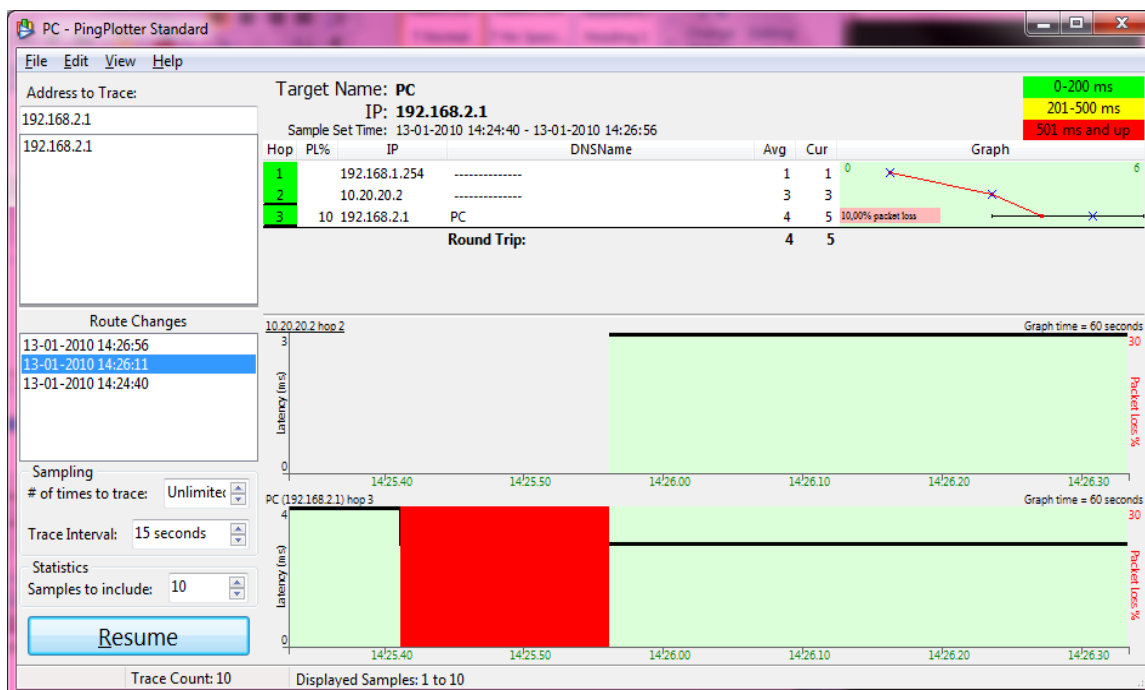 PC - PingPlotter Standard
File Edit View Help
Address to Trace:
192.168.2.1
192.168.2.1
Target Name: PC
IP: 192.168.2.1
Sample Set Time: 13-01-2010 14:24:40 - 13-01-2010 14:26:56
0-200 ms
201-500 ms
501 ms and up
Hop PL% IP DNSName Avg Cur Graph
1 192.168.1.254 -------------- 1 1 0 6
2 10.20.20.2 -------------- 3 3
3 10 192.168.2.1 PC 4 5 10,00% packet loss
Round Trip: 4 5
Route Changes
13-01-2010 14:26:56
13-01-2010 14:26:11
13-01-2010 14:24:40
10.20.20.2 hop 2 Graph time = 60 seconds
3 30
Latency (ms)
Packet Loss %
0
14:25.40 14:25.50 14:26.00 14:26.10 14:26.20 14:26.30
PC (192.168.2.1) hop 3 Graph time = 60 seconds
4 30
Latency (ms)
Packet Loss %
0
14:25.40 14:25.50 14:26.00 14:26.10 14:26.20 14:26.30
Sampling
# of times to trace: Unlimited
Trace Interval: 15 seconds
Statistics
Samples to include: 10
Resume
Trace Count: 10 Displayed Samples: 1 to 10